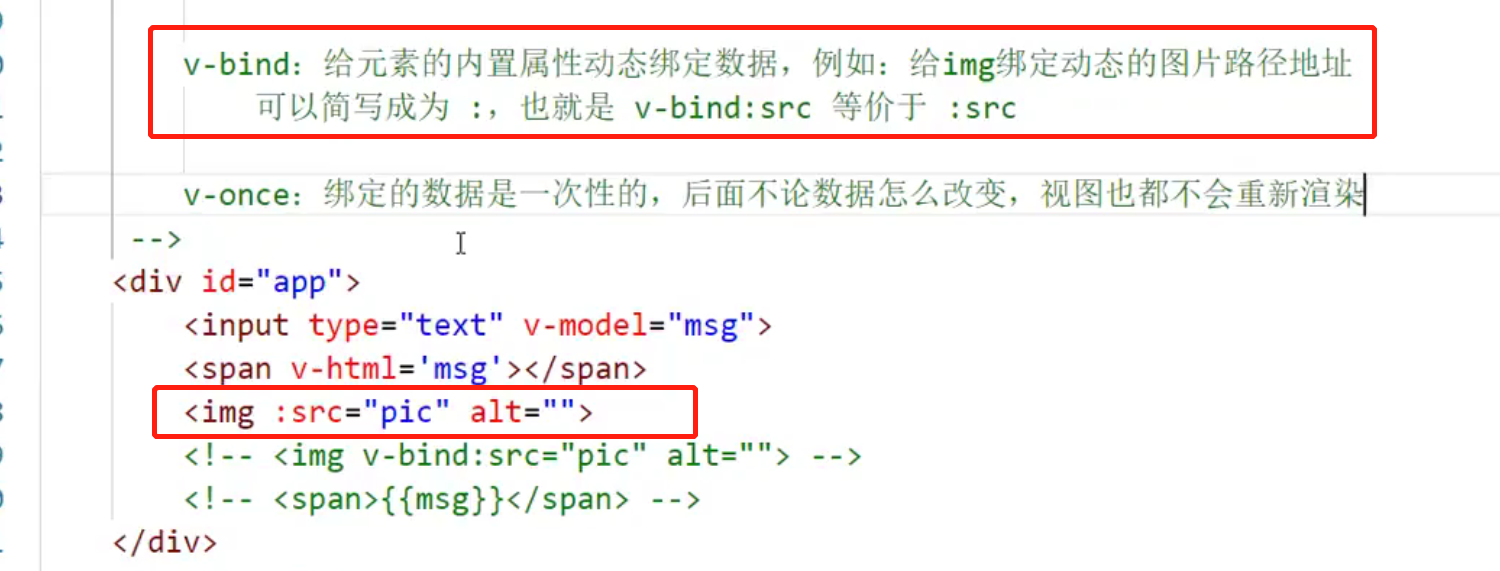 v-bind：给元素的内置属性动态绑定数据，例如：给img绑定动态的图片路径地址
可以简写成为 :，也就是 v-bind:src 等价于 :src
v-once：绑定的数据是一次性的，后面不论数据怎么改变，视图也都不会重新渲染
-->
<div id="app">
<input type="text" v-model="msg">
<span v-html='msg'></span>
<img :src="pic" alt="">
<!-- <img v-bind:src="pic" alt=""> -->
<!-- <span>{{msg}}</span> -->
</div>